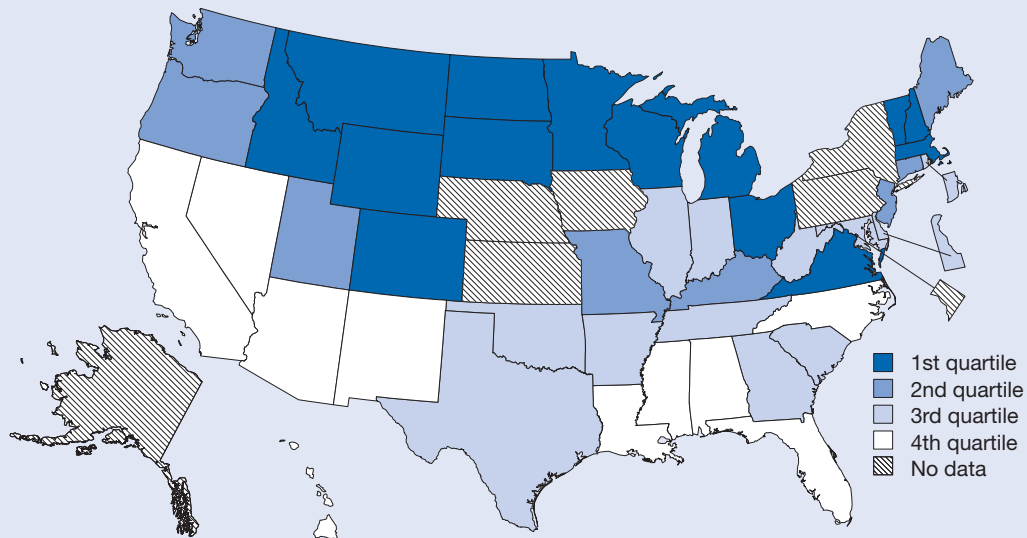 1st quartile
2nd quartile
3rd quartile
4th quartile
No data